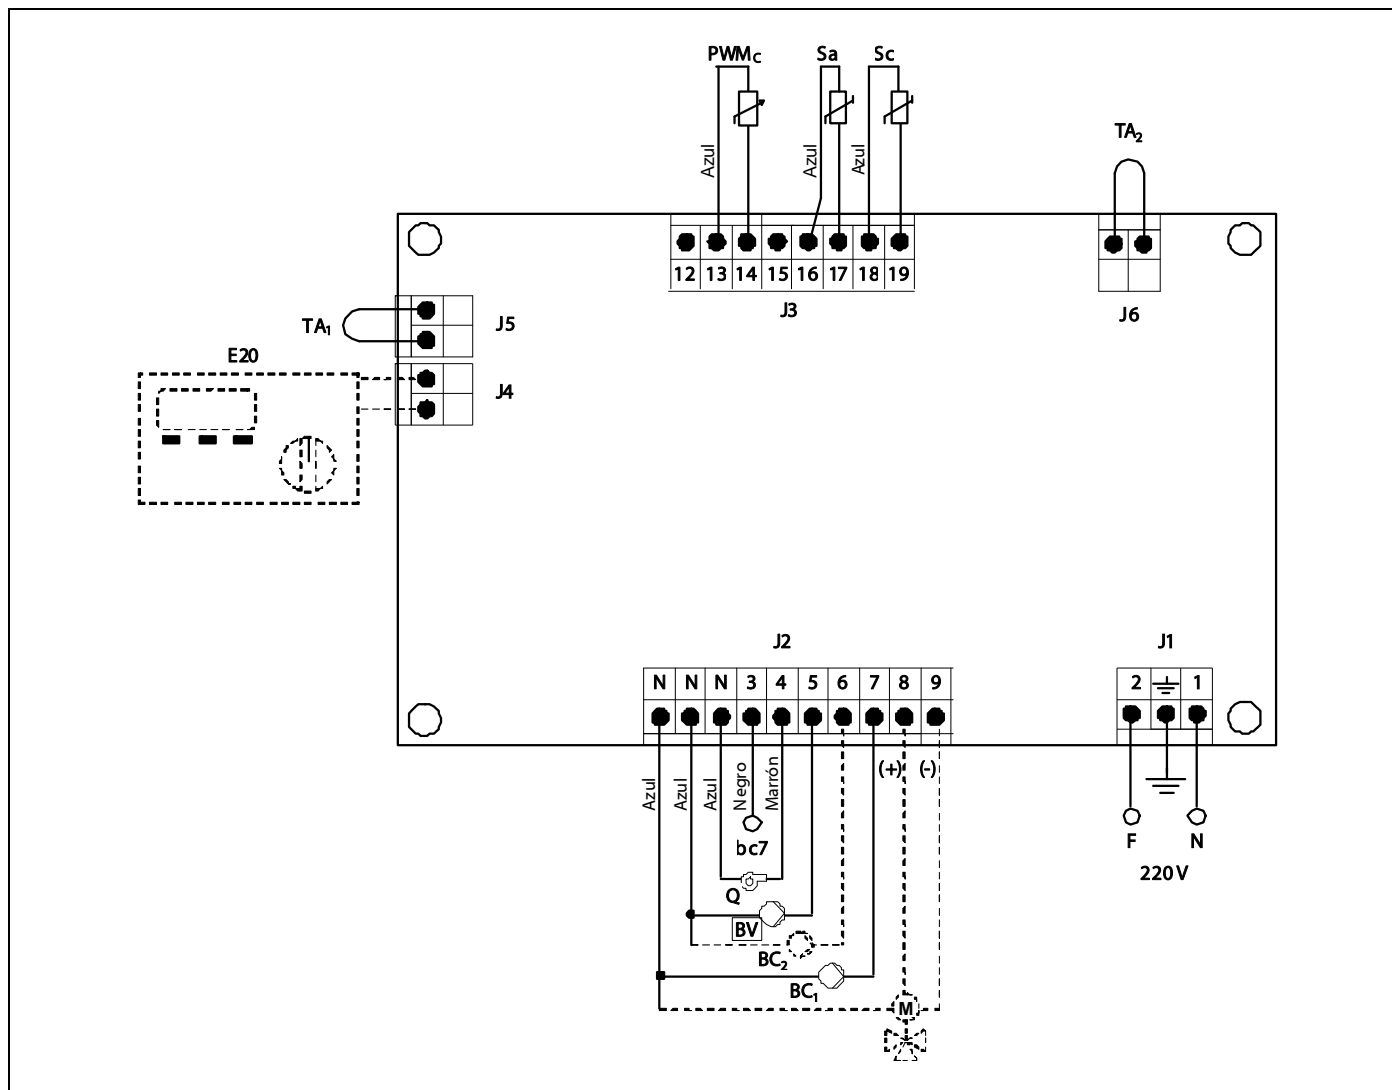 PWMc Sa Sc
TA₂
Azul Azul Azul
12 13 14 15 16 17 18 19
J3
J6
TA₁
J5
E20
J4
J2
J1
N N N 3 4 5 6 7 8 9
2 1
Azul Azul Azul Negro Marrón (+) (-)
bc7
F N
220 V
Q
BV
BC₂
BC₁
M